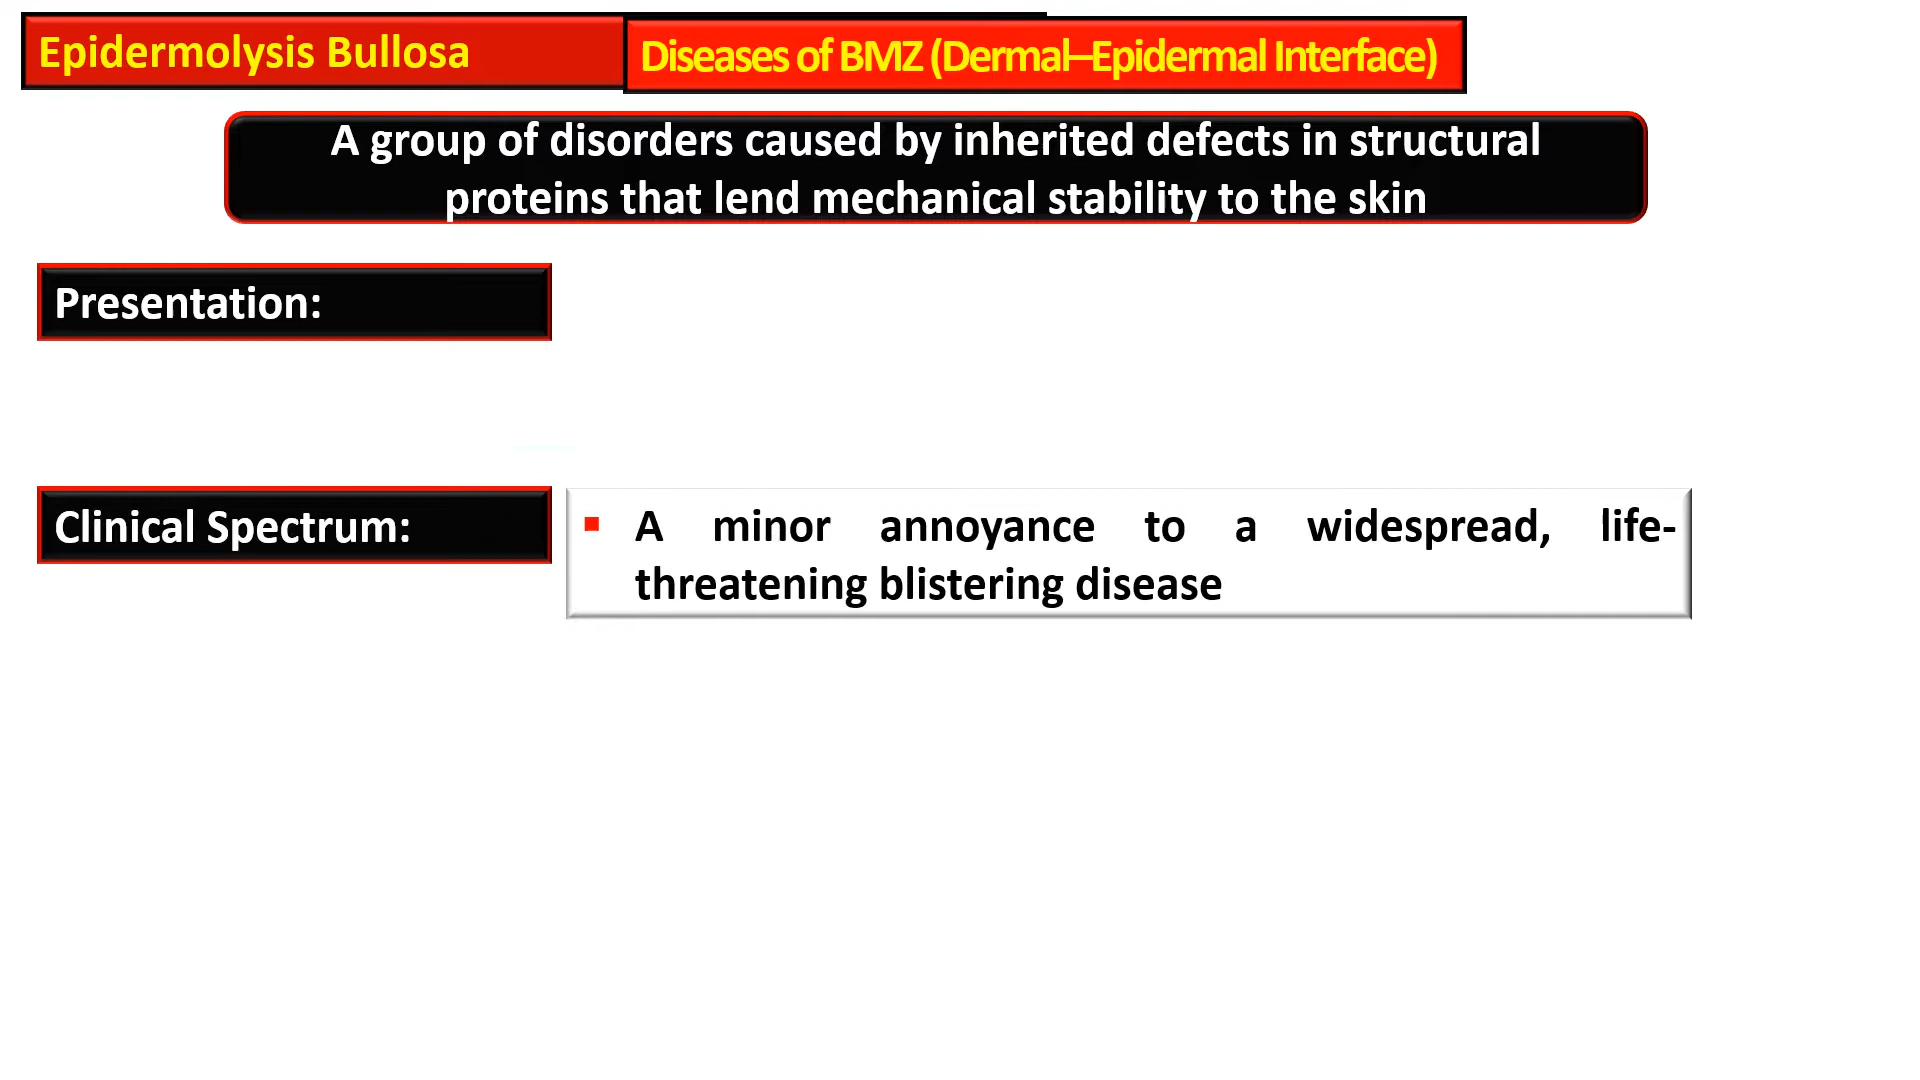 Epidermolysis Bullosa
Diseases of BMZ (Dermal–Epidermal Interface)
A group of disorders caused by inherited defects in structural
proteins that lend mechanical stability to the skin
Presentation:
Clinical Spectrum:
▪ A minor annoyance to a widespread, life-
threatening blistering disease